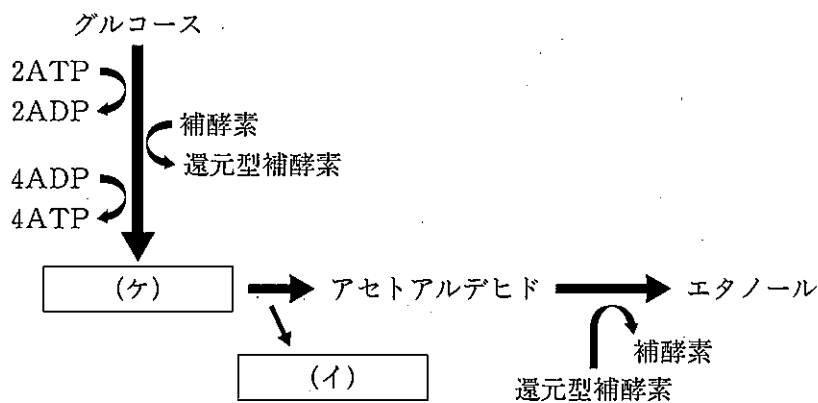 グルコース
2ATP
2ADP
補酵素
還元型補酵素
4ADP
4ATP
(ケ)
アセトアルデヒド
エタノール
(イ)
補酵素
還元型補酵素